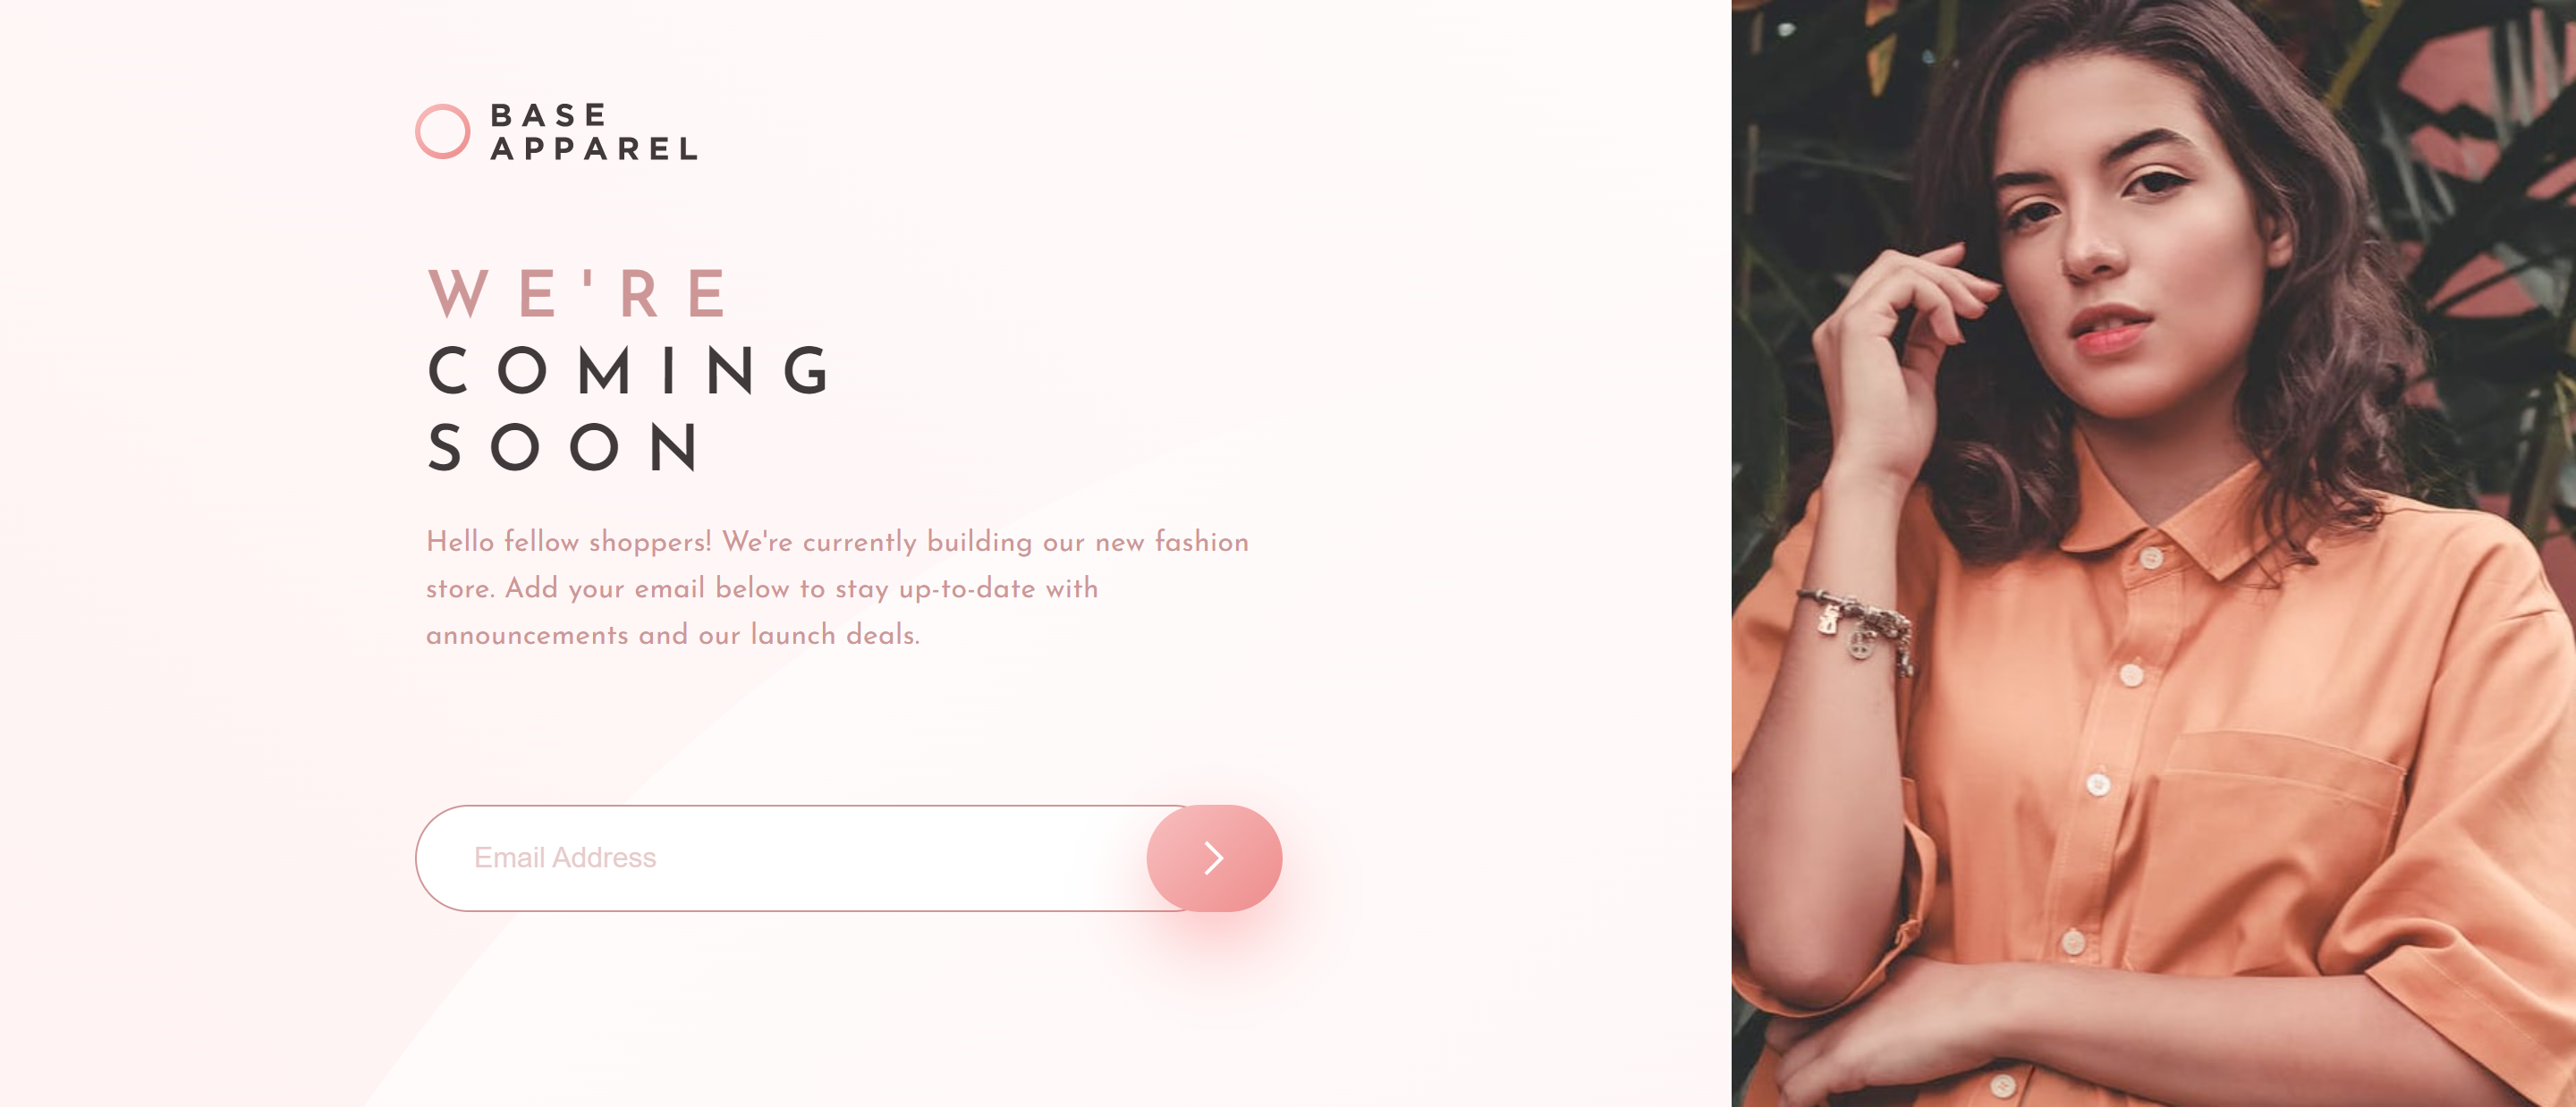 BASE
APPAREL
WE'RE
COMING
SOON
Hello fellow shoppers! We're currently building our new fashion
store. Add your email below to stay up-to-date with
announcements and our launch deals.
Email Address